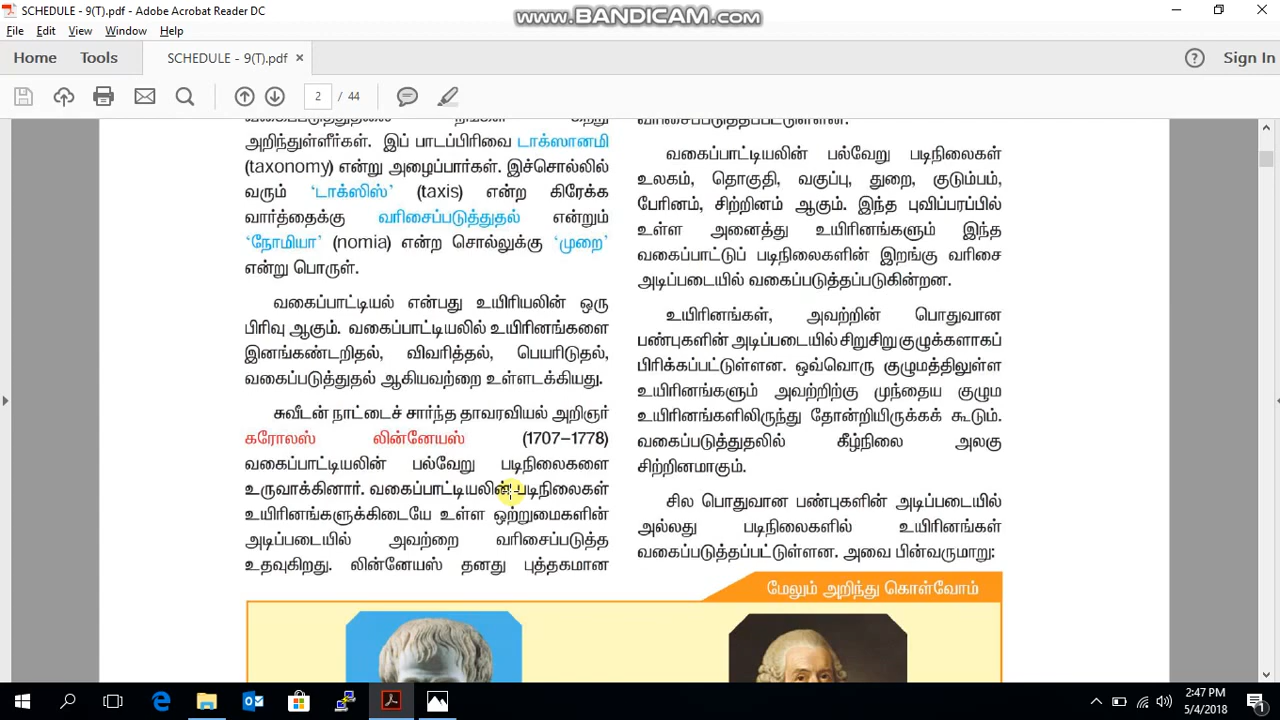 SCHEDULE - 9(T).pdf - Adobe Acrobat Reader DC
WWW.BANDICAM.COM
File Edit View Window Help
Home Tools SCHEDULE - 9(T).pdf × Sign In
2 / 44
அறிந்துள்ளீர்கள். இப் பாடப்பிரிவை டாக்ஸானமி
(taxonomy) என்று அழைப்பார்கள். இச்சொல்லில்
வரும் ‘டாக்ஸிஸ்’ (taxis) என்ற கிரேக்க
வார்த்தைக்கு வரிசைப்படுத்துதல் என்றும்
‘நோமியா’ (nomia) என்ற சொல்லுக்கு ‘முறை’
என்று பொருள்.
வகைப்பாட்டியல் என்பது உயிரியலின் ஒரு
பிரிவு ஆகும். வகைப்பாட்டியலில் உயிரினங்களை
இனங்கண்டறிதல், விவரித்தல், பெயரிடுதல்,
வகைப்படுத்துதல் ஆகியவற்றை உள்ளடக்கியது.
சுவீடன் நாட்டைச் சார்ந்த தாவரவியல் அறிஞர்
கரோலஸ் லின்னேயஸ் (1707–1778)
வகைப்பாட்டியலின் பல்வேறு படிநிலைகளை
உருவாக்கினார். வகைப்பாட்டியலின் படிநிலைகள்
உயிரினங்களுக்கிடையே உள்ள ஒற்றுமைகளின்
அடிப்படையில் அவற்றை வரிசைப்படுத்த
உதவுகிறது. லின்னேயஸ் தனது புத்தகமான
வரிசைப்படுத்தப்பட்டுள்ளன.
வகைப்பாட்டியலின் பல்வேறு படிநிலைகள்
உலகம், தொகுதி, வகுப்பு, துறை, குடும்பம்,
பேரினம், சிற்றினம் ஆகும். இந்த புவிப்பரப்பில்
உள்ள அனைத்து உயிரினங்களும் இந்த
வகைப்பாட்டுப் படிநிலைகளின் இறங்கு வரிசை
அடிப்படையில் வகைப்படுத்தப்படுகின்றன.
உயிரினங்கள், அவற்றின் பொதுவான
பண்புகளின் அடிப்படையில் சிறுசிறு குழுக்களாகப்
பிரிக்கப்பட்டுள்ளன. ஒவ்வொரு குழுமத்திலுள்ள
உயிரினங்களும் அவற்றிற்கு முந்தைய குழும
உயிரினங்களிலிருந்து தோன்றியிருக்கக் கூடும்.
வகைப்படுத்துதலில் கீழ்நிலை அலகு
சிற்றினமாகும்.
சில பொதுவான பண்புகளின் அடிப்படையில்
அல்லது படிநிலைகளில் உயிரினங்கள்
வகைப்படுத்தப்பட்டுள்ளன. அவை பின்வருமாறு:
மேலும் அறிந்து கொள்வோம்
2:47 PM
5/4/2018